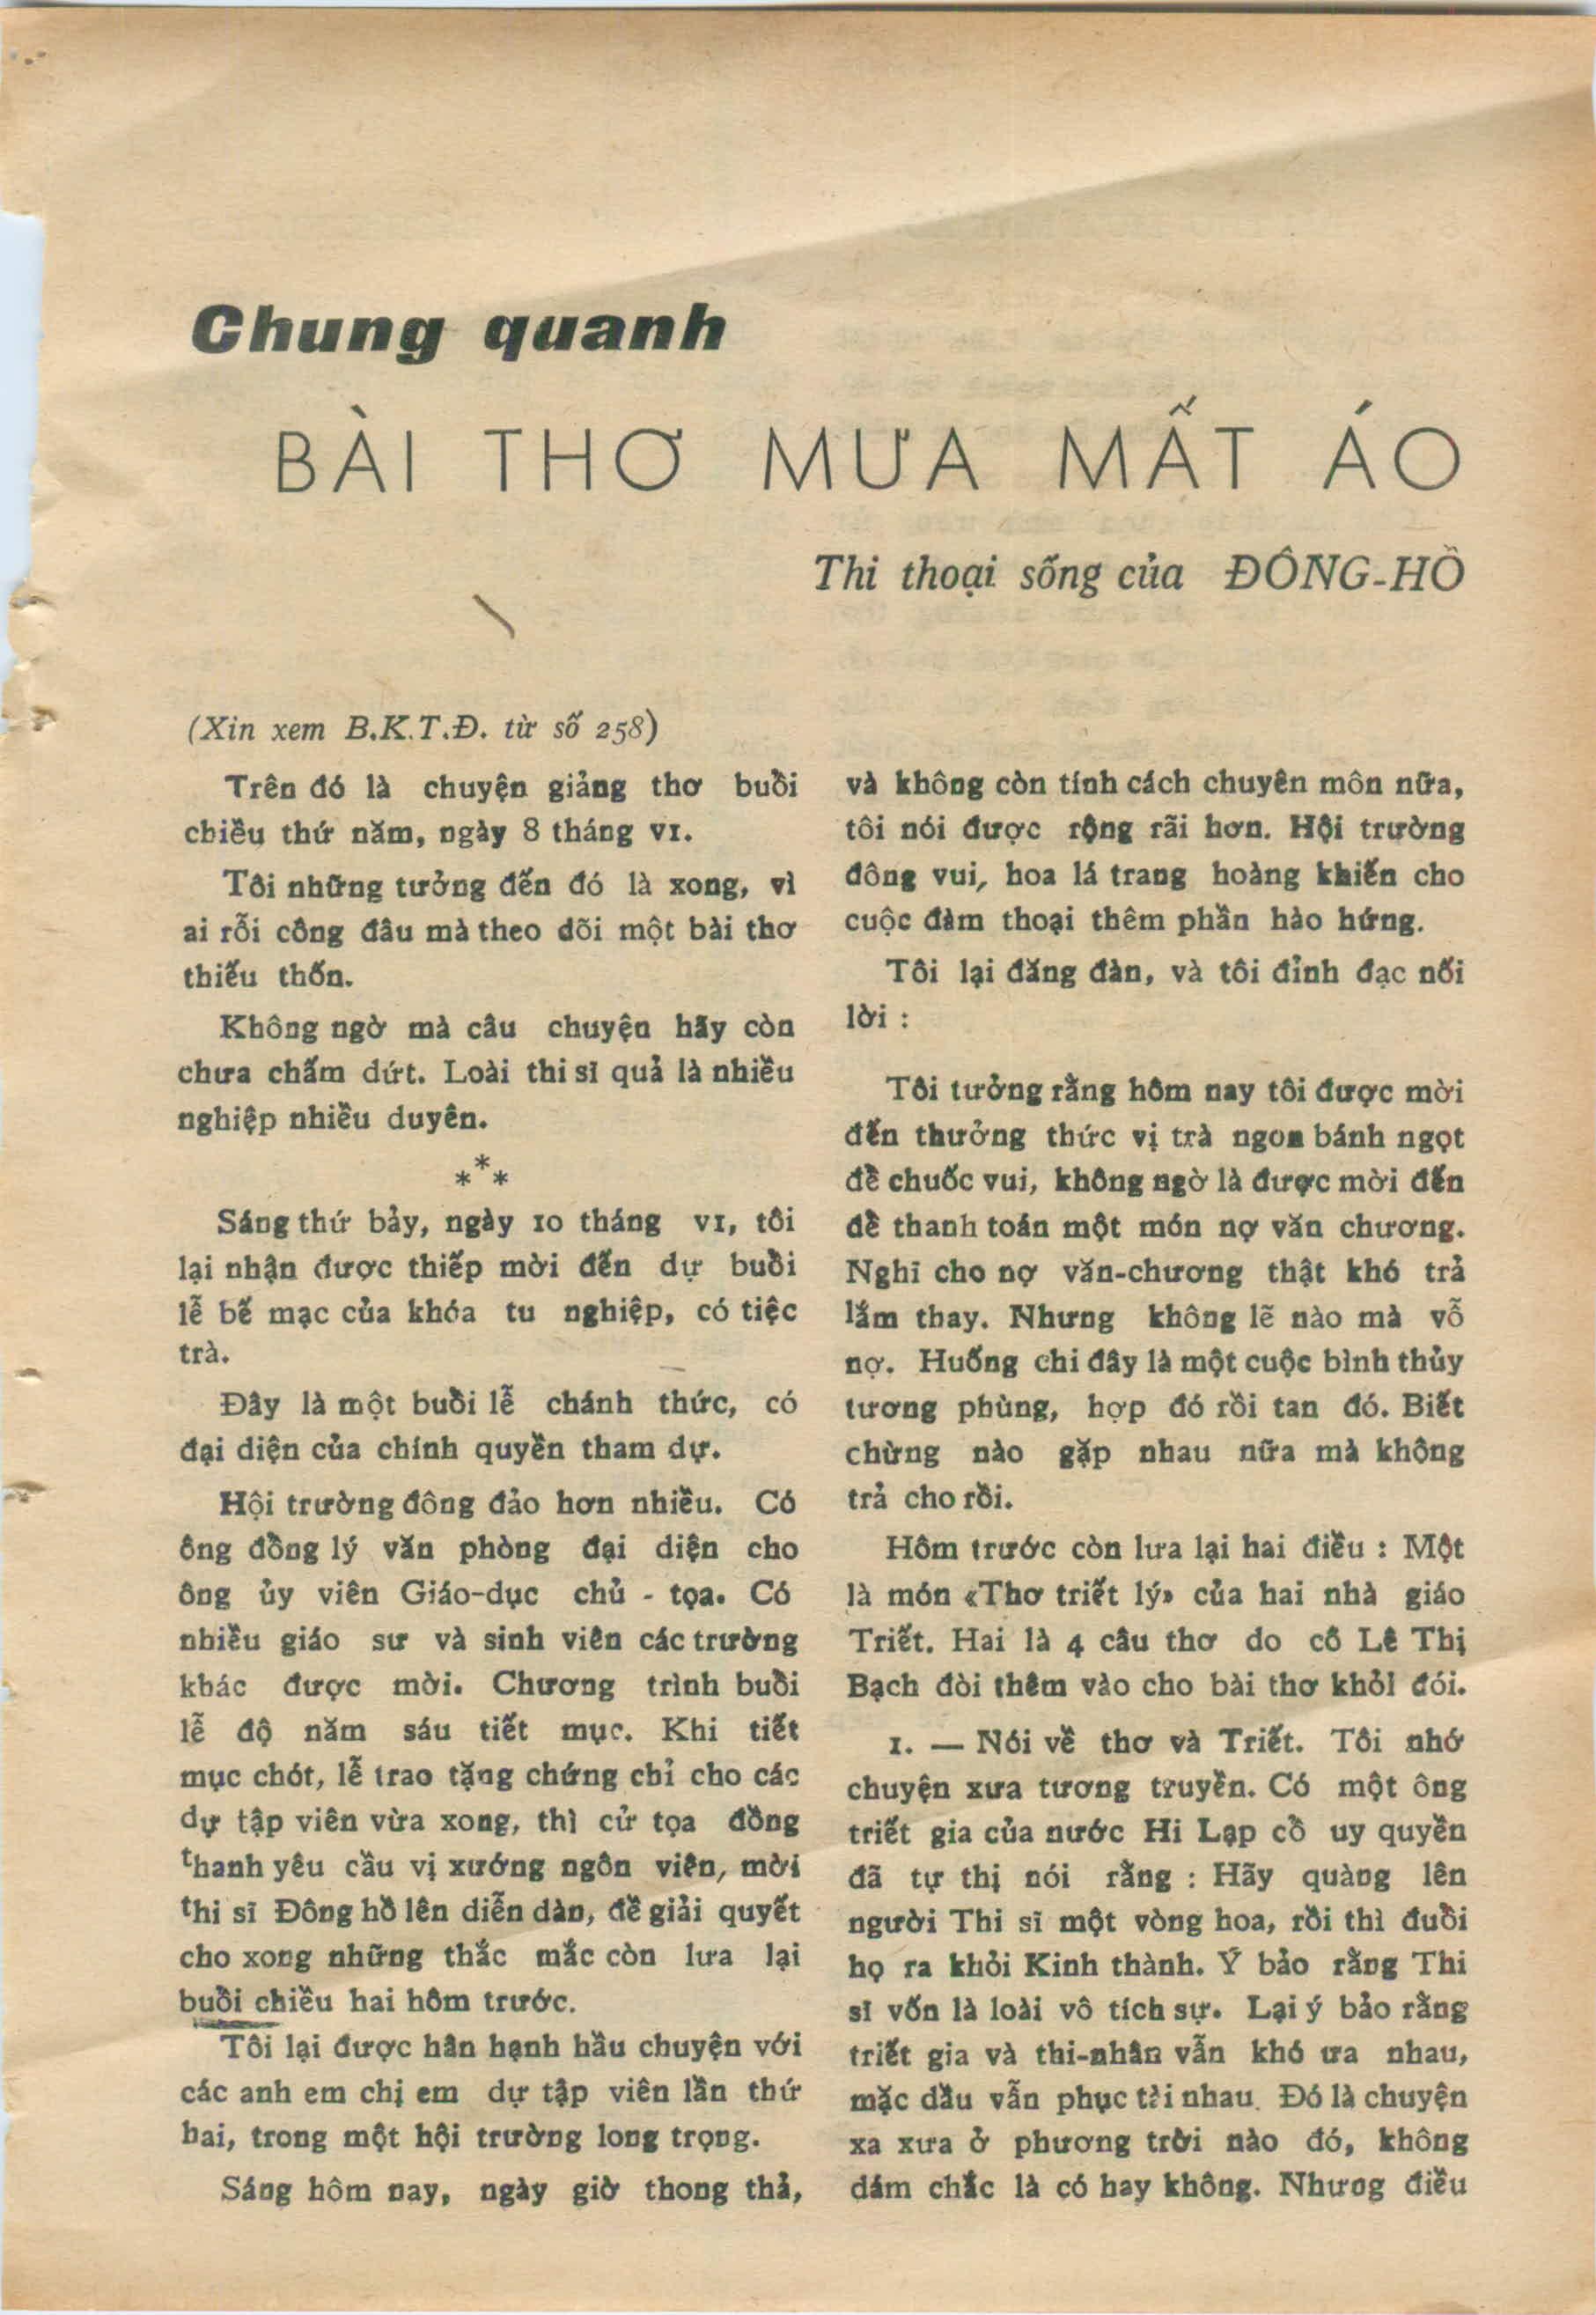 Chung quanh
BÀI THƠ MƯA MẤT ÁO
Thi thoại sống của ĐÔNG-HỒ
(Xin xem B.K.T.Đ. từ số 258)
Trên đó là chuyện giảng thơ buổi
chiều thứ năm, ngày 8 tháng VI.
Tôi những tưởng đến đó là xong, vì
ai rỗi công đâu mà theo dõi một bài thơ
thiếu thốn.
Không ngờ mà câu chuyện hãy còn
chưa chấm dứt. Loài thi sĩ quả là nhiều
nghiệp nhiều duyên.
***
Sáng thứ bảy, ngày 10 tháng VI, tôi
lại nhận được thiếp mời đến dự buổi
lễ bế mạc của khóa tu nghiệp, có tiệc
trà.
Đây là một buổi lễ chánh thức, có
đại diện của chính quyền tham dự.
Hội trường đông đảo hơn nhiều. Có
ông đồng lý văn phòng đại diện cho
ông ủy viên Giáo-dục chủ - tọa. Có
nhiều giáo sư và sinh viên các trường
khác được mời. Chương trình buổi
lễ độ năm sáu tiết mục. Khi tiết
mục chót, lễ trao tặng chứng chỉ cho các
dự tập viên vừa xong, thì cử tọa đồng
thanh yêu cầu vị xướng ngôn viên, mời
thi sĩ Đông hồ lên diễn dàn, để giải quyết
cho xong những thắc mắc còn lưa lại
buổi chiều hai hôm trước.
Tôi lại được hân hạnh hầu chuyện với
các anh em chị em dự tập viên lần thứ
hai, trong một hội trường long trọng.
Sáng hôm nay, ngày giờ thong thả,
và không còn tính cách chuyên môn nữa,
tôi nói được rộng rãi hơn. Hội trường
đông vui, hoa lá trang hoàng khiến cho
cuộc đàm thoại thêm phần hào hứng.
Tôi lại đăng đàn, và tôi đĩnh đạc nối
lời :
Tôi tưởng rằng hôm nay tôi được mời
đến thưởng thức vị trà ngon bánh ngọt
để chuốc vui, không ngờ là được mời đến
để thanh toán một món nợ văn chương.
Nghĩ cho nợ văn-chương thật khó trả
lắm thay. Nhưng không lẽ nào mà vỗ
nợ. Huống chi đây là một cuộc bình thủy
tương phùng, hợp đó rồi tan đó. Biết
chừng nào gặp nhau nữa mà không
trả cho rồi.
Hôm trước còn lưa lại hai điều : Một
là món «Thơ triết lý» của hai nhà giáo
Triết. Hai là 4 câu thơ do cô Lê Thị
Bạch đòi thêm vào cho bài thơ khỏi đói.
1. — Nói về thơ và Triết. Tôi nhớ
chuyện xưa tương truyền. Có một ông
triết gia của nước Hi Lạp cổ uy quyền
đã tự thị nói rằng : Hãy quàng lên
người Thi sĩ một vòng hoa, rồi thì đuổi
họ ra khỏi Kinh thành. Ý bảo rằng Thi
sĩ vốn là loài vô tích sự. Lại ý bảo rằng
triết gia và thi-nhân vẫn khó ưa nhau,
mặc dầu vẫn phục tài nhau. Đó là chuyện
xa xưa ở phương trời nào đó, không
dám chắc là có hay không. Nhưng điều